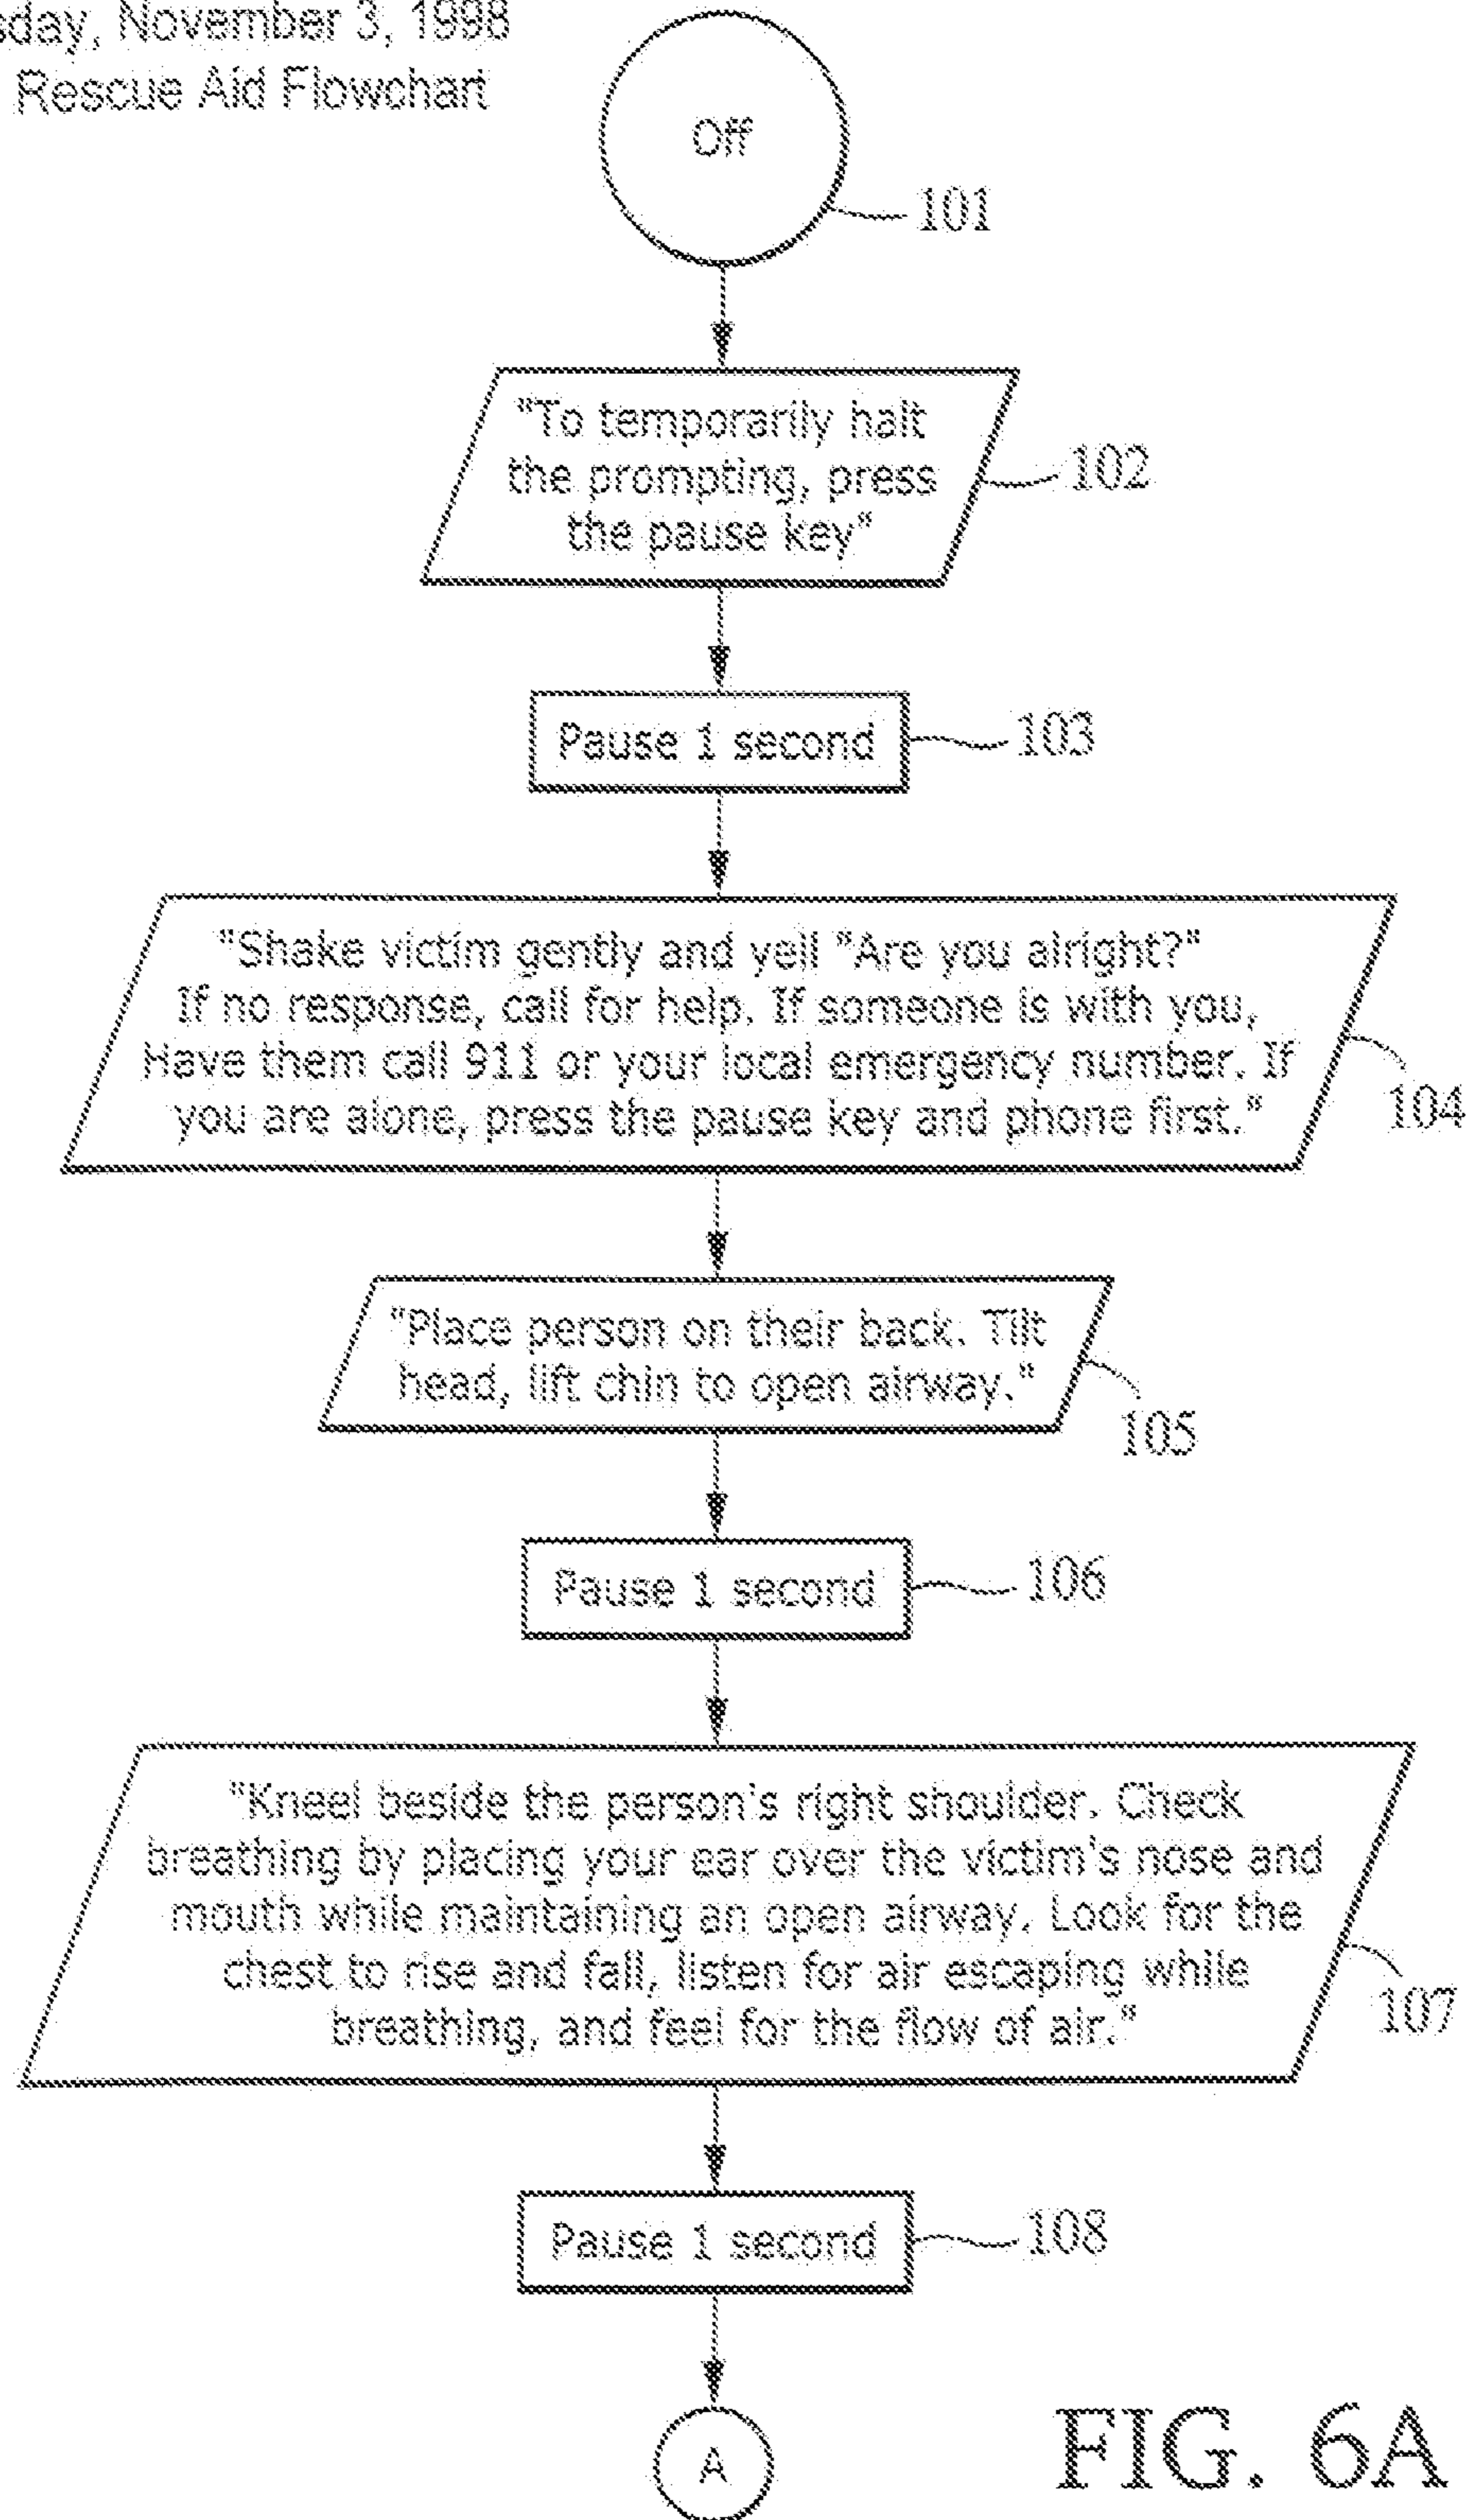 November 3, 1998
Rescue Aid Flowchart
Off
101
"To temporarily halt
the prompting, press
the pause key"
102
Pause 1 second
103
"Shake victim gently and yell "Are you alright?"
If no response, call for help. If someone is with you,
Have them call 911 or your local emergency number. If
you are alone, press the pause key and phone first."
104
"Place person on their back. Tilt
head, lift chin to open airway."
105
Pause 1 second
106
"Kneel beside the person's right shoulder. Check
breathing by placing your ear over the victim's nose and
mouth while maintaining an open airway. Look for the
chest to rise and fall, listen for air escaping while
breathing, and feel for the flow of air."
107
Pause 1 second
108
A
FIG. 6A